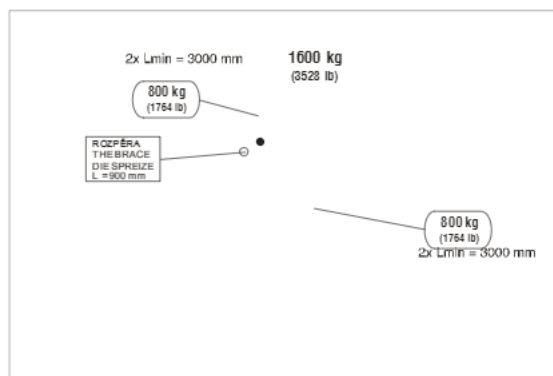 2x Lmin = 3000 mm
1600 kg
(3528 lb)
800 kg
(1764 lb)
ROZPĚRA
THE BRACE
DIE SPREIZE
L = 900 mm
800 kg
(1764 lb)
2x Lmin = 3000 mm